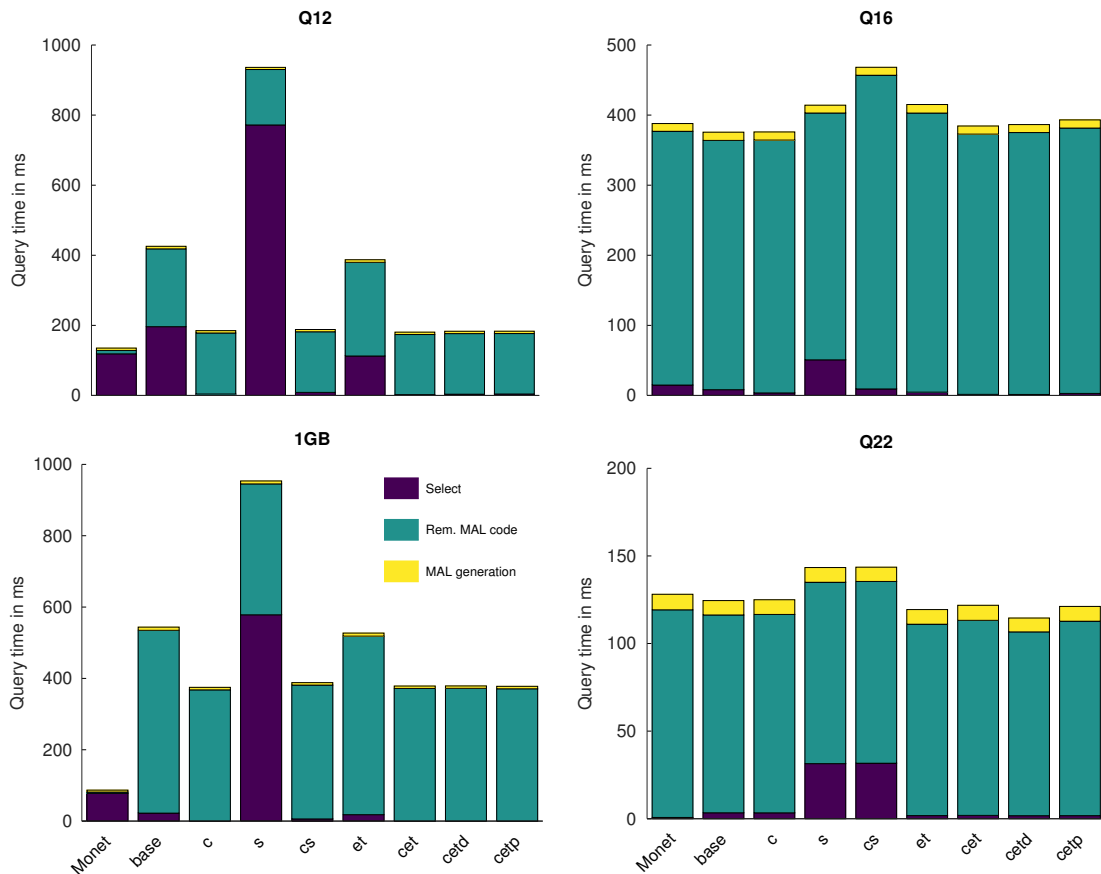 Q12
1000
800
600
400
200
0
Query time in ms
Q16
500
400
300
200
100
0
Query time in ms
1GB
1000
800
600
400
200
0
Query time in ms
Select
Rem. MAL code
MAL generation
Monet
base
c
s
cs
et
cet
cetd
cetp
Q22
200
150
100
50
0
Query time in ms
Monet
base
c
s
cs
et
cet
cetd
cetp